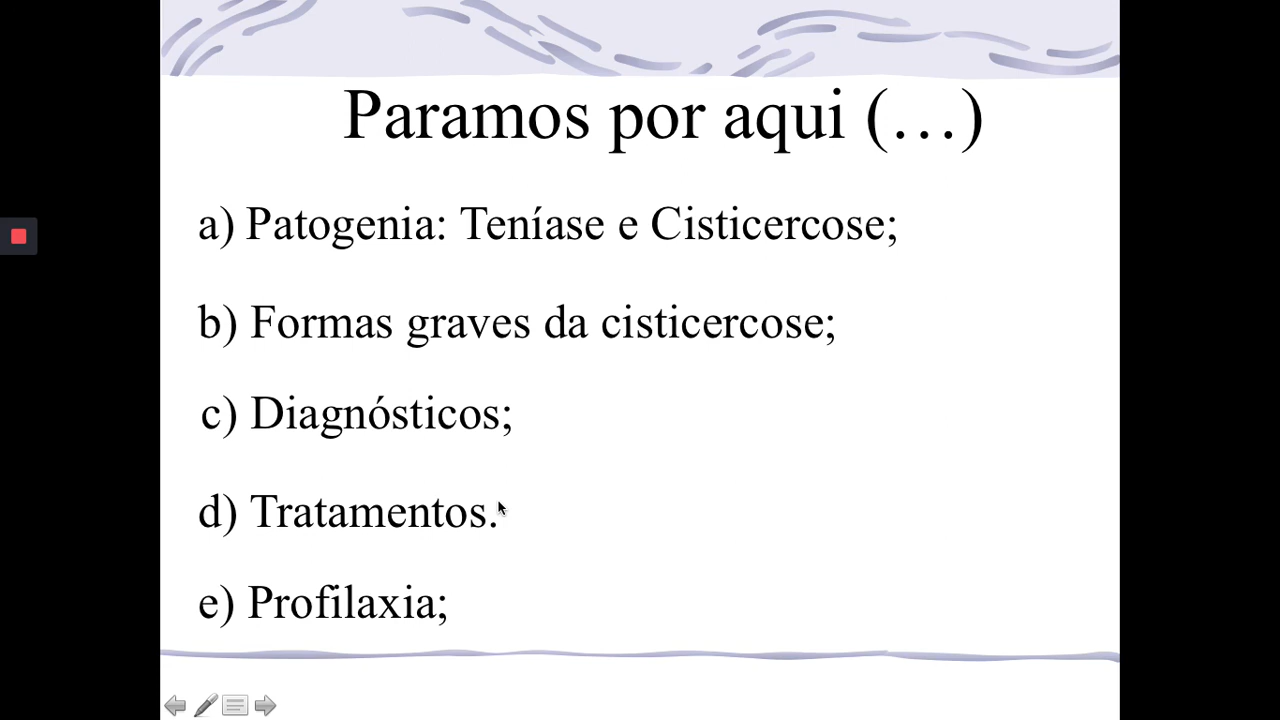 Paramos por aqui (…)
a) Patogenia: Teníase e Cisticercose;
b) Formas graves da cisticercose;
c) Diagnósticos;
d) Tratamentos.
e) Profilaxia;